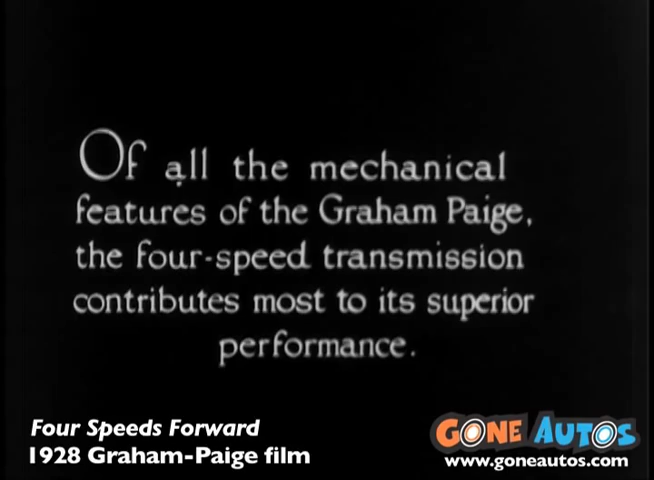 Of all the mechanical
features of the Graham Paige,
the four-speed transmission
contributes most to its superior
performance.
Four Speeds Forward
1928 Graham-Paige film
GONE AUTOS
www.goneautos.com